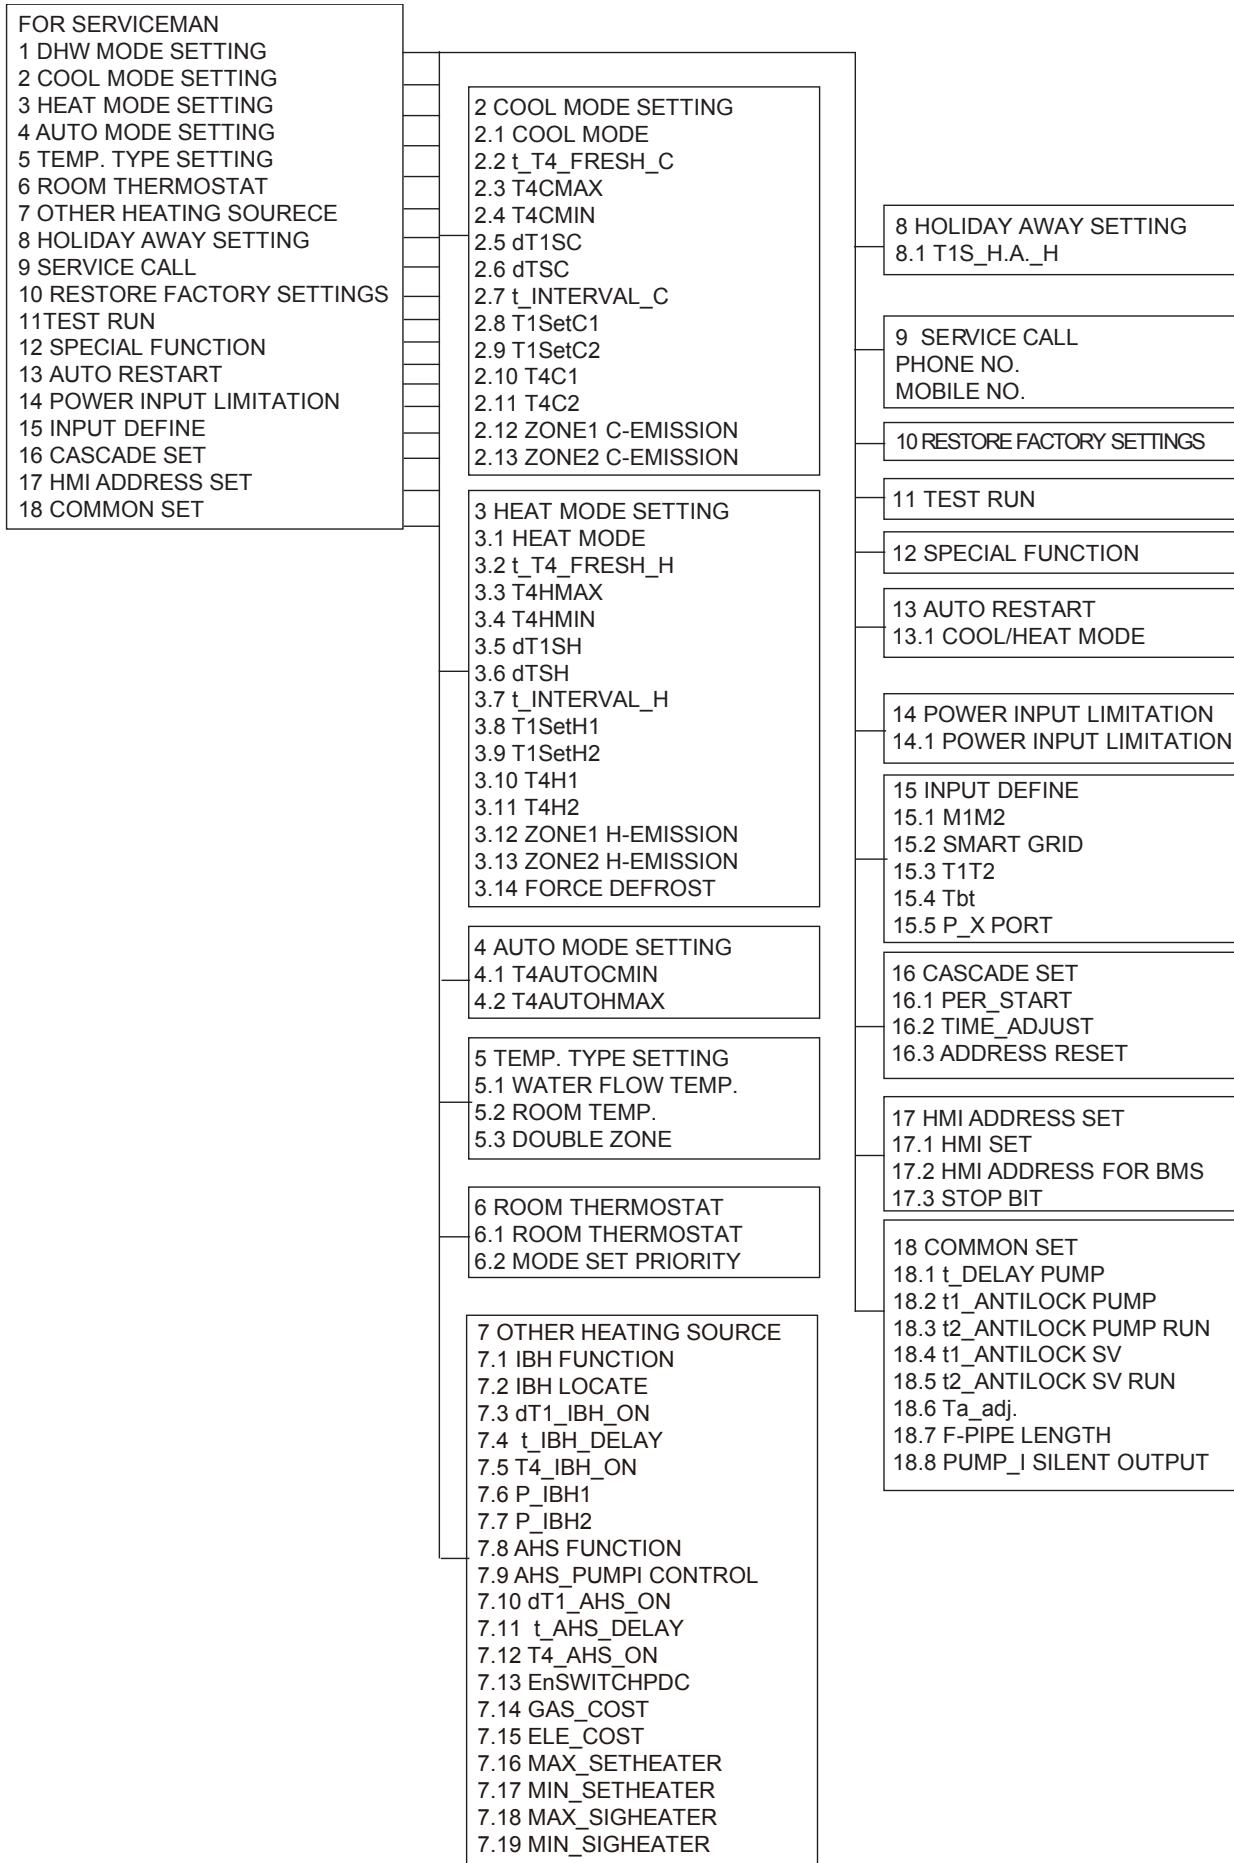 FOR SERVICEMAN
1 DHW MODE SETTING
2 COOL MODE SETTING
3 HEAT MODE SETTING
4 AUTO MODE SETTING
5 TEMP. TYPE SETTING
6 ROOM THERMOSTAT
7 OTHER HEATING SOURECE
8 HOLIDAY AWAY SETTING
9 SERVICE CALL
10 RESTORE FACTORY SETTINGS
11TEST RUN
12 SPECIAL FUNCTION
13 AUTO RESTART
14 POWER INPUT LIMITATION
15 INPUT DEFINE
16 CASCADE SET
17 HMI ADDRESS SET
18 COMMON SET
2 COOL MODE SETTING
2.1 COOL MODE
2.2 t_T4_FRESH_C
2.3 T4CMAX
2.4 T4CMIN
2.5 dT1SC
2.6 dTSC
2.7 t_INTERVAL_C
2.8 T1SetC1
2.9 T1SetC2
2.10 T4C1
2.11 T4C2
2.12 ZONE1 C-EMISSION
2.13 ZONE2 C-EMISSION
3 HEAT MODE SETTING
3.1 HEAT MODE
3.2 t_T4_FRESH_H
3.3 T4HMAX
3.4 T4HMIN
3.5 dT1SH
3.6 dTSH
3.7 t_INTERVAL_H
3.8 T1SetH1
3.9 T1SetH2
3.10 T4H1
3.11 T4H2
3.12 ZONE1 H-EMISSION
3.13 ZONE2 H-EMISSION
3.14 FORCE DEFROST
4 AUTO MODE SETTING
4.1 T4AUTOCMIN
4.2 T4AUTOHMAX
5 TEMP. TYPE SETTING
5.1 WATER FLOW TEMP.
5.2 ROOM TEMP.
5.3 DOUBLE ZONE
6 ROOM THERMOSTAT
6.1 ROOM THERMOSTAT
6.2 MODE SET PRIORITY
7 OTHER HEATING SOURCE
7.1 IBH FUNCTION
7.2 IBH LOCATE
7.3 dT1_IBH_ON
7.4 t_IBH_DELAY
7.5 T4_IBH_ON
7.6 P_IBH1
7.7 P_IBH2
7.8 AHS FUNCTION
7.9 AHS_PUMPI CONTROL
7.10 dT1_AHS_ON
7.11 t_AHS_DELAY
7.12 T4_AHS_ON
7.13 EnSWITCHPDC
7.14 GAS_COST
7.15 ELE_COST
7.16 MAX_SETHEATER
7.17 MIN_SETHEATER
7.18 MAX_SIGHEATER
7.19 MIN_SIGHEATER
8 HOLIDAY AWAY SETTING
8.1 T1S_H.A._H
9 SERVICE CALL
PHONE NO.
MOBILE NO.
10 RESTORE FACTORY SETTINGS
11 TEST RUN
12 SPECIAL FUNCTION
13 AUTO RESTART
13.1 COOL/HEAT MODE
14 POWER INPUT LIMITATION
14.1 POWER INPUT LIMITATION
15 INPUT DEFINE
15.1 M1M2
15.2 SMART GRID
15.3 T1T2
15.4 Tbt
15.5 P_X PORT
16 CASCADE SET
16.1 PER_START
16.2 TIME_ADJUST
16.3 ADDRESS RESET
17 HMI ADDRESS SET
17.1 HMI SET
17.2 HMI ADDRESS FOR BMS
17.3 STOP BIT
18 COMMON SET
18.1 t_DELAY PUMP
18.2 t1_ANTILOCK PUMP
18.3 t2_ANTILOCK PUMP RUN
18.4 t1_ANTILOCK SV
18.5 t2_ANTILOCK SV RUN
18.6 Ta_adj.
18.7 F-PIPE LENGTH
18.8 PUMP_I SILENT OUTPUT